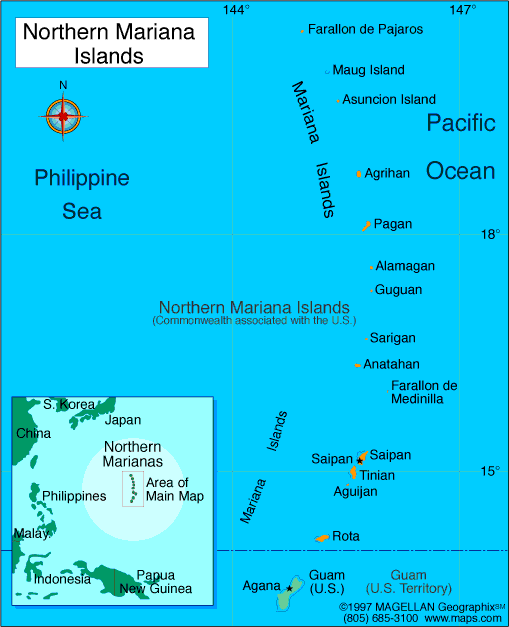 144°
147°
Northern Mariana
Islands
Farallon de Pajaros
Maug Island
Asuncion Island
N
Mariana
Islands
Pacific
Ocean
Philippine
Sea
Agrihan
Pagan
18°
Alamagan
Guguan
Northern Mariana Islands
(Commonwealth associated with the U.S.)
Sarigan
Anatahan
Farallon de
Medinilla
Mariana
Islands
Saipan
Saipan
15°
Tinian
Aguijan
Rota
S. Korea
Japan
China
Northern
Marianas
Area of
Main Map
Philippines
Malay.
Indonesia
Papua
New Guinea
Agana
Guam
(U.S.)
Guam
(U.S. Territory)
©1997 MAGELLAN Geographix℠
(805) 685-3100 www.maps.com